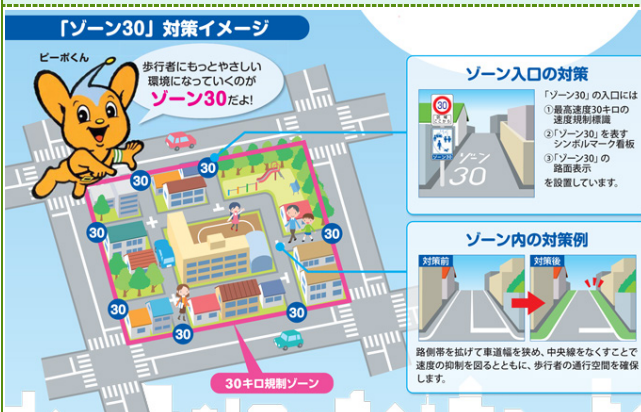 「ゾーン30」対策イメージ
ピーポくん
歩行者にもっとやさしい
環境になっていくのが
ゾーン30だよ!
30
30
30
30
30
30
30
30
30キロ規制ゾーン
ゾーン入口の対策
30
ゾーン30
ゾーン
30
「ゾーン30」の入口には
①最高速度30キロの
速度規制標識
②「ゾーン30」を表す
シンボルマーク看板
③「ゾーン30」の
路面表示
を設置しています。
ゾーン内の対策例
対策前
対策後
路側帯を拡げて車道幅を狭め、中央線をなくすことで
速度の抑制を図るとともに、歩行者の通行空間を確保
します。